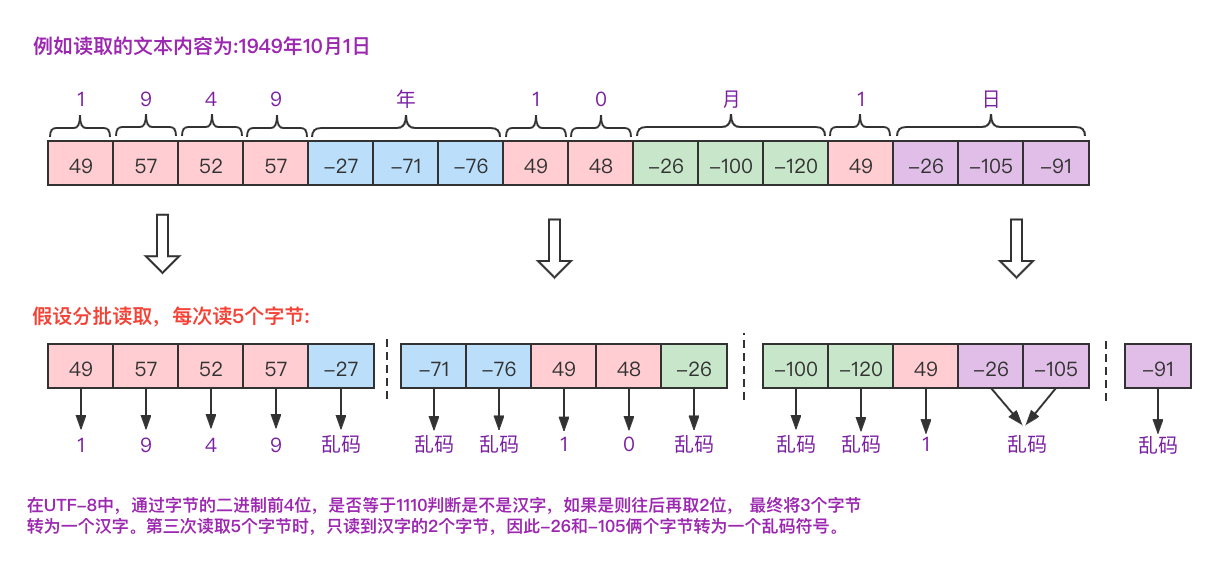 例如读取的文本内容为:1949年10月1日
1 9 4 9 年 1 0 月 1 日
49 57 52 57 –27 –71 –76 49 48 –26 –100 –120 49 –26 –105 –91
假设分批读取，每次读5个字节:
49 57 52 57 –27 –71 –76 49 48 –26 –100 –120 49 –26 –105 –91
1 9 4 9 乱码 乱码 乱码 1 0 乱码 乱码 乱码 1 乱码 乱码
在UTF–8中，通过字节的二进制前4位，是否等于1110判断是不是汉字，如果是则往后再取2位， 最终将3个字节
转为一个汉字。第三次读取5个字节时，只读到汉字的2个字节，因此–26和–105俩个字节转为一个乱码符号。